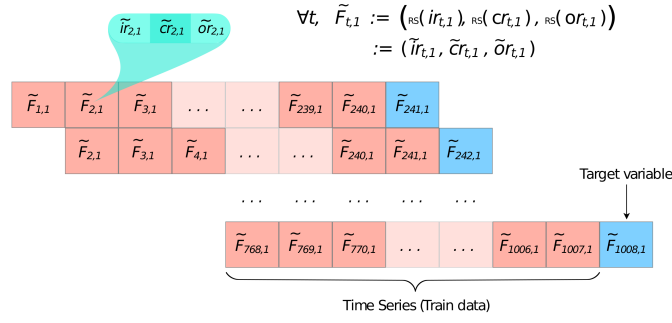 ĩr₂,₁ c̃r₂,₁ õr₂,₁
∀t, F̃t,1 := (RS(irt,1), RS(crt,1) , RS(ort,1))
:= (ĩrt,1 , c̃rt,1 , õrt,1)
F̃1,1 F̃2,1 F̃3,1 . . . . . . F̃239,1 F̃240,1 F̃241,1
F̃2,1 F̃3,1 F̃4,1 . . . . . . F̃240,1 F̃241,1 F̃242,1
. . . . . . . . . . . . . . .
Target variable
F̃768,1 F̃769,1 F̃770,1 . . . . . . F̃1006,1 F̃1007,1 F̃1008,1
Time Series (Train data)